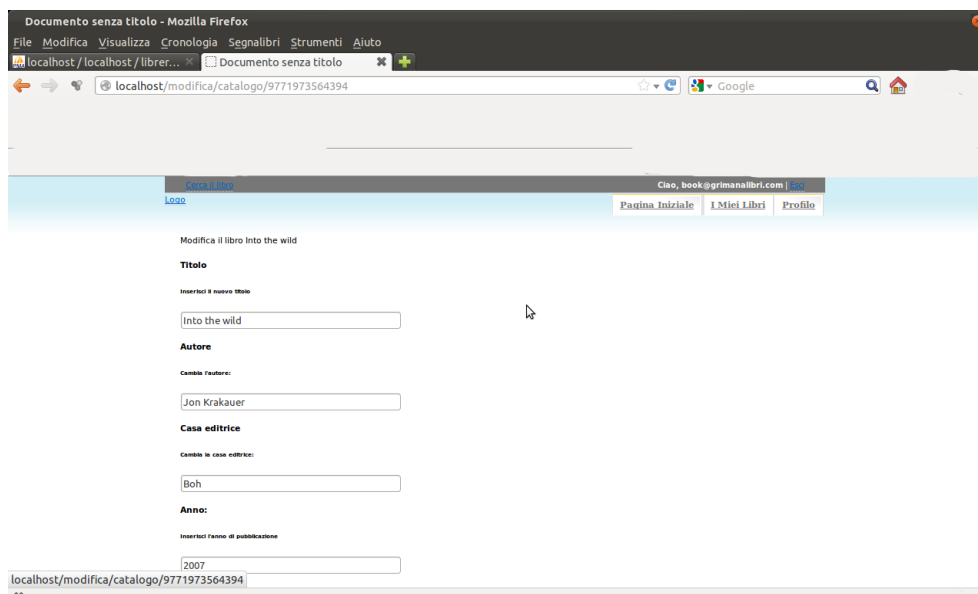 Documento senza titolo - Mozilla Firefox
File Modifica Visualizza Cronologia Segnalibri Strumenti Aiuto
localhost / localhost / librer... Documento senza titolo
localhost/modifica/catalogo/9771973564394 Google
Cerca il libro Ciao, book@grimanalibri.com | Esci
Logo Pagina Iniziale I Miei Libri Profilo
Modifica il libro Into the wild
Titolo
Inserisci il nuovo titolo
Into the wild
Autore
Cambia l'autore:
Jon Krakauer
Casa editrice
Cambia la casa editrice:
Boh
Anno:
Inserisci l'anno di pubblicazione
2007
localhost/modifica/catalogo/9771973564394